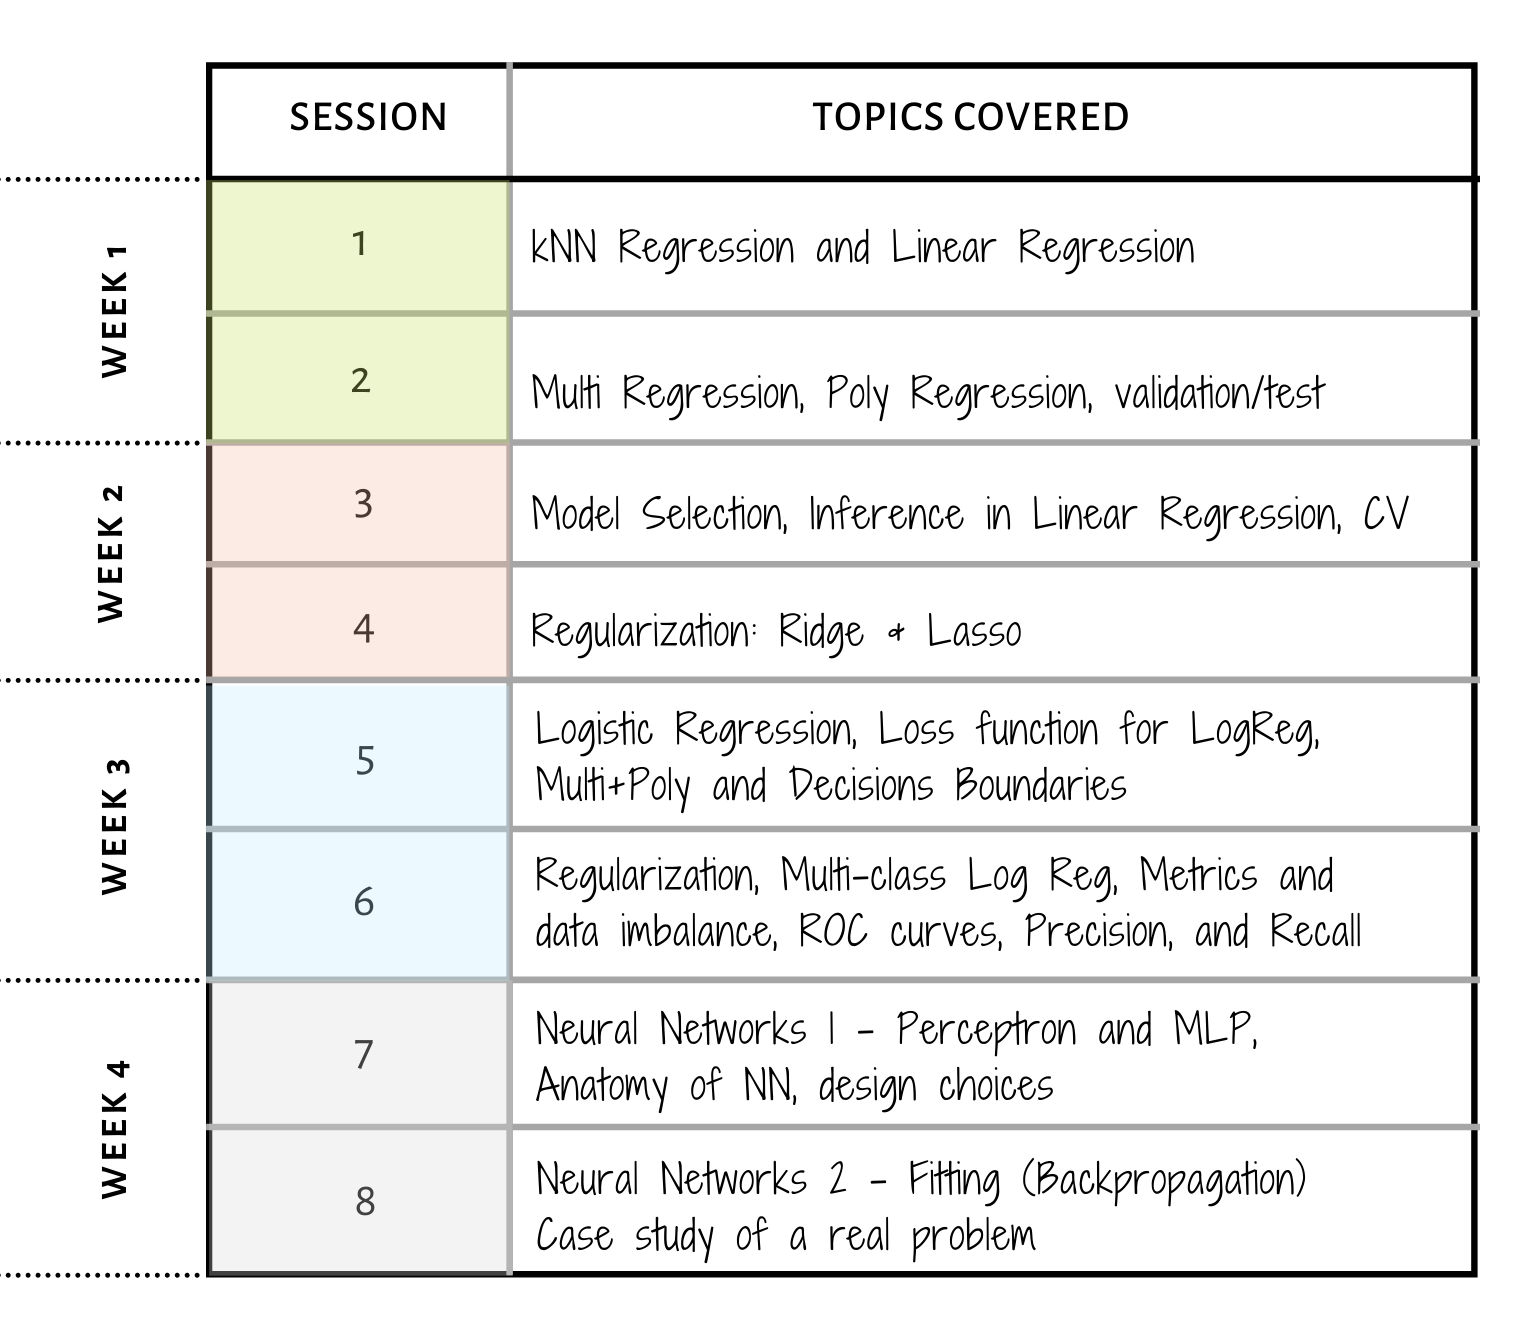 SESSION TOPICS COVERED
WEEK 1
1 kNN Regression and Linear Regression
2 Multi Regression, Poly Regression, validation/test
WEEK 2
3 Model Selection, Inference in Linear Regression, CV
4 Regularization: Ridge & Lasso
WEEK 3
5 Logistic Regression, Loss function for LogReg,
Multi+Poly and Decisions Boundaries
6 Regularization, Multi-class Log Reg, Metrics and
data imbalance, ROC curves, Precision, and Recall
WEEK 4
7 Neural Networks 1 - Perceptron and MLP,
Anatomy of NN, design choices
8 Neural Networks 2 - Fitting (Backpropagation)
Case study of a real problem